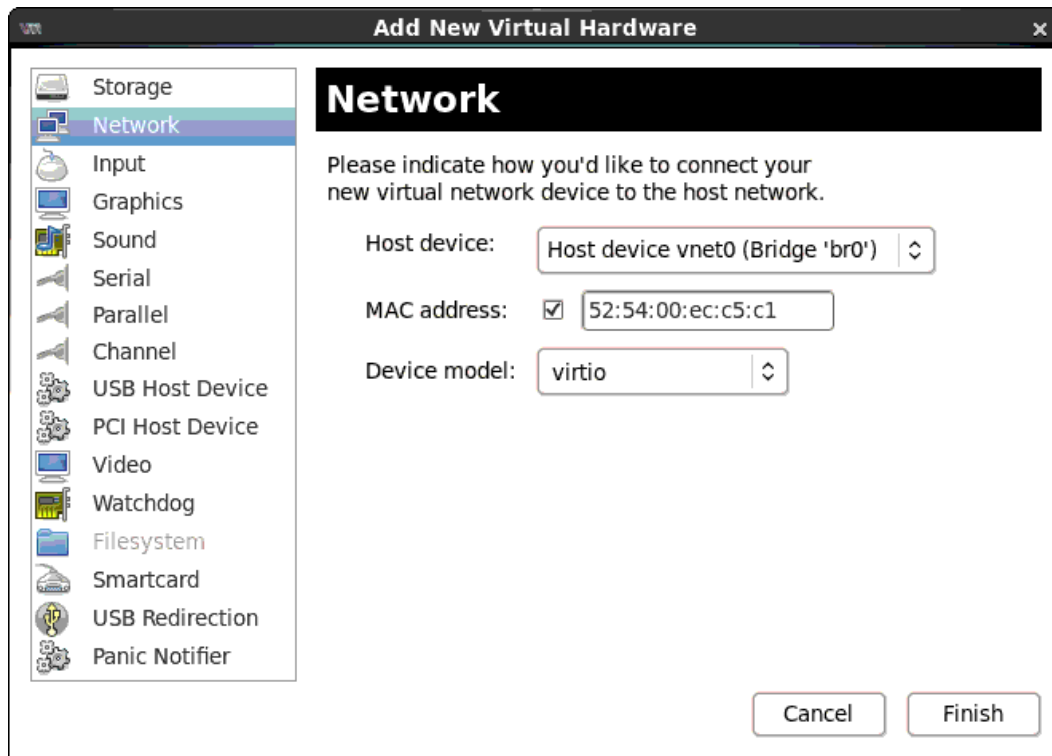 Add New Virtual Hardware
Storage
Network
Input
Graphics
Sound
Serial
Parallel
Channel
USB Host Device
PCI Host Device
Video
Watchdog
Filesystem
Smartcard
USB Redirection
Panic Notifier
Network
Please indicate how you'd like to connect your
new virtual network device to the host network.
Host device: Host device vnet0 (Bridge 'br0')
MAC address: 52:54:00:ec:c5:c1
Device model: virtio
Cancel Finish